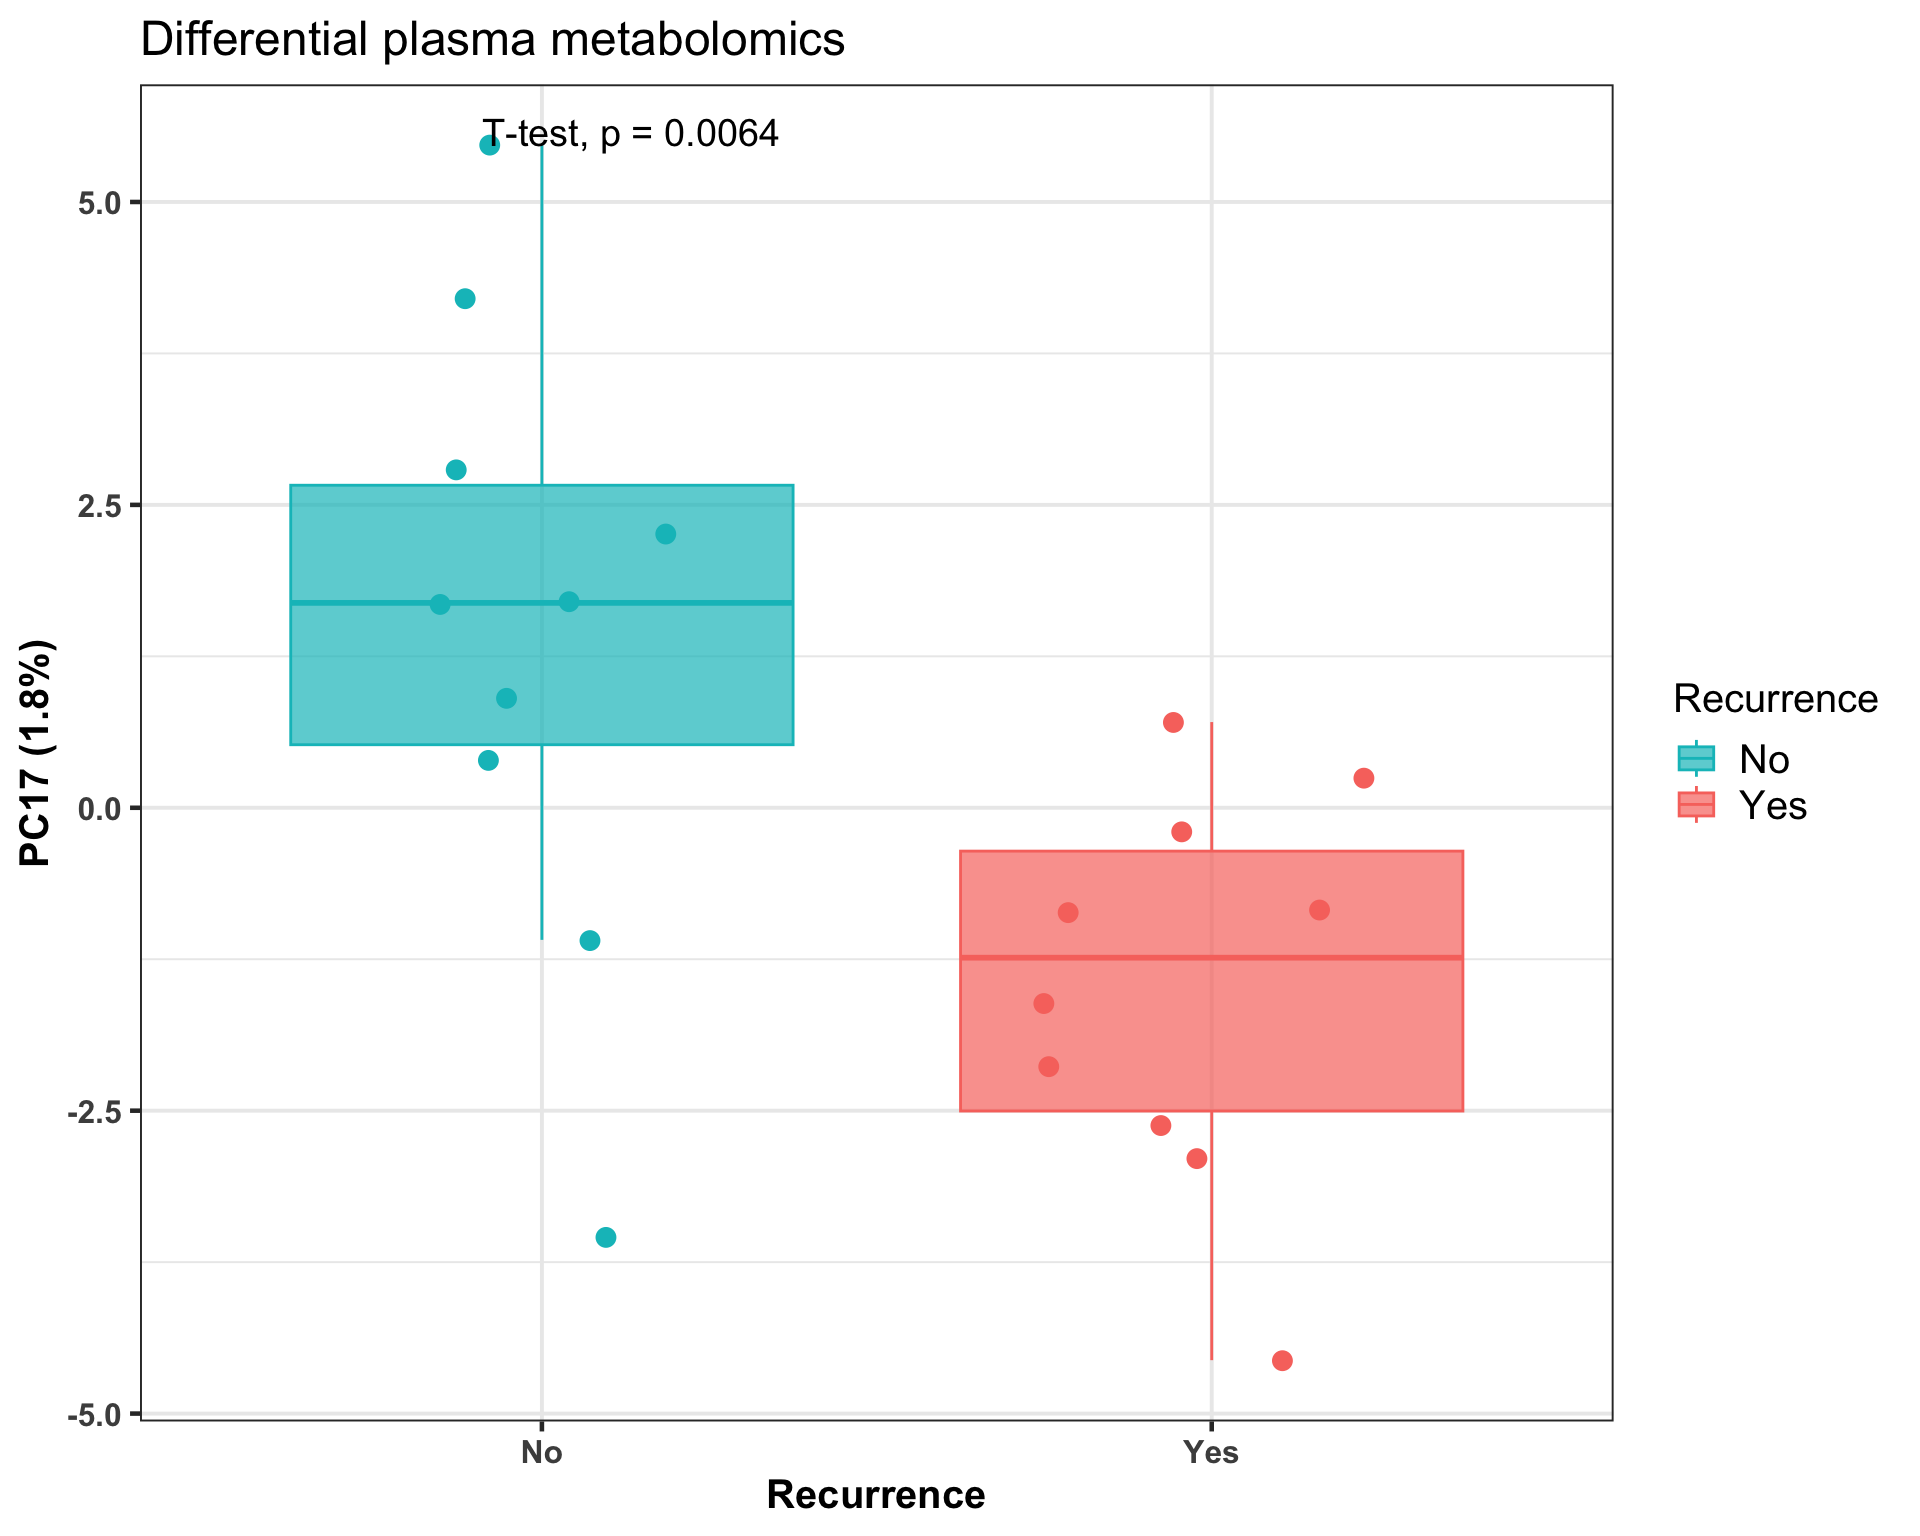 Differential plasma metabolomics
T-test, p = 0.0064
5.0
2.5
0.0
-2.5
-5.0
PC17 (1.8%)
No
Yes
Recurrence
Recurrence
No
Yes